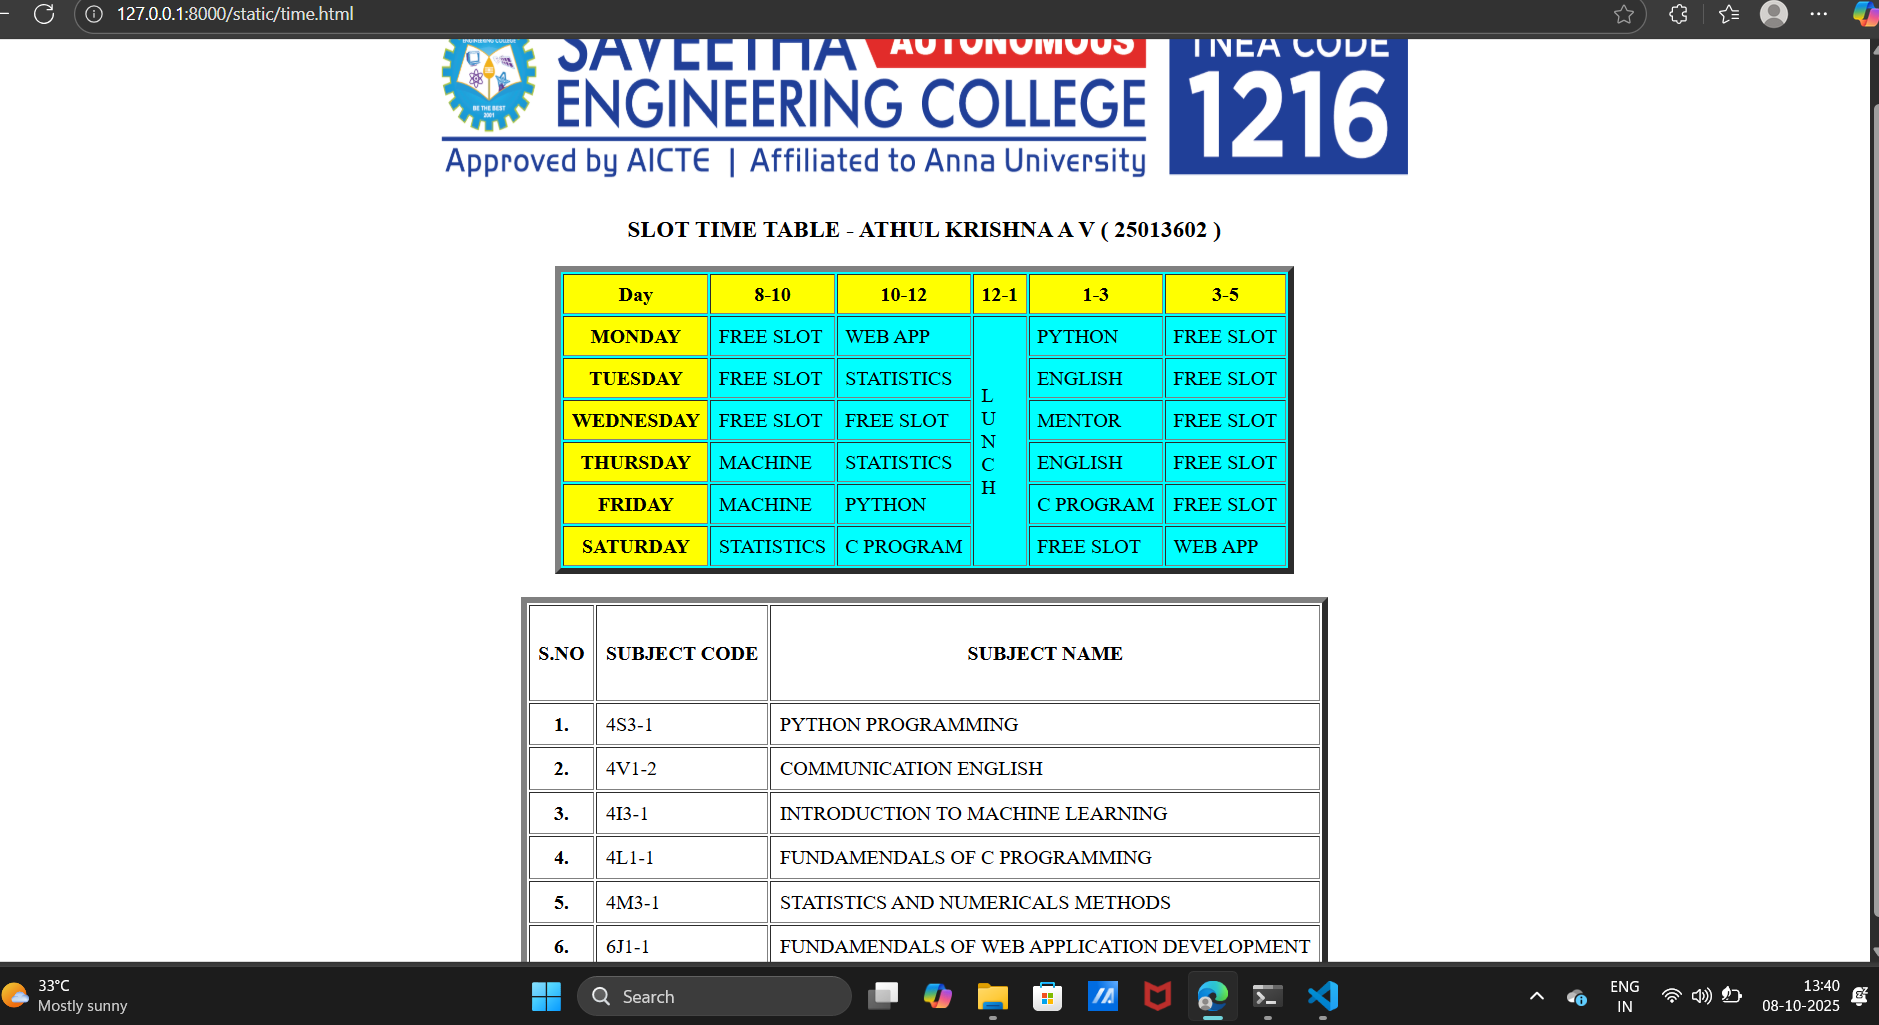 127.0.0.1:8000/static/time.html
SAVEETHA AUTONOMOUS
ENGINEERING COLLEGE
Approved by AICTE | Affiliated to Anna University
TNEA CODE
1216
BE THE BEST
2001
SLOT TIME TABLE - ATHUL KRISHNA A V ( 25013602 )
Day 8-10 10-12 12-1 1-3 3-5
MONDAY FREE SLOT WEB APP PYTHON FREE SLOT
TUESDAY FREE SLOT STATISTICS ENGLISH FREE SLOT
WEDNESDAY FREE SLOT FREE SLOT MENTOR FREE SLOT
THURSDAY MACHINE STATISTICS ENGLISH FREE SLOT
FRIDAY MACHINE PYTHON C PROGRAM FREE SLOT
SATURDAY STATISTICS C PROGRAM FREE SLOT WEB APP
L
U
N
C
H
S.NO SUBJECT CODE SUBJECT NAME
1. 4S3-1 PYTHON PROGRAMMING
2. 4V1-2 COMMUNICATION ENGLISH
3. 4I3-1 INTRODUCTION TO MACHINE LEARNING
4. 4L1-1 FUNDAMENDALS OF C PROGRAMMING
5. 4M3-1 STATISTICS AND NUMERICALS METHODS
6. 6J1-1 FUNDAMENDALS OF WEB APPLICATION DEVELOPMENT
33°C
Mostly sunny
Search
ENG
IN
13:40
08-10-2025